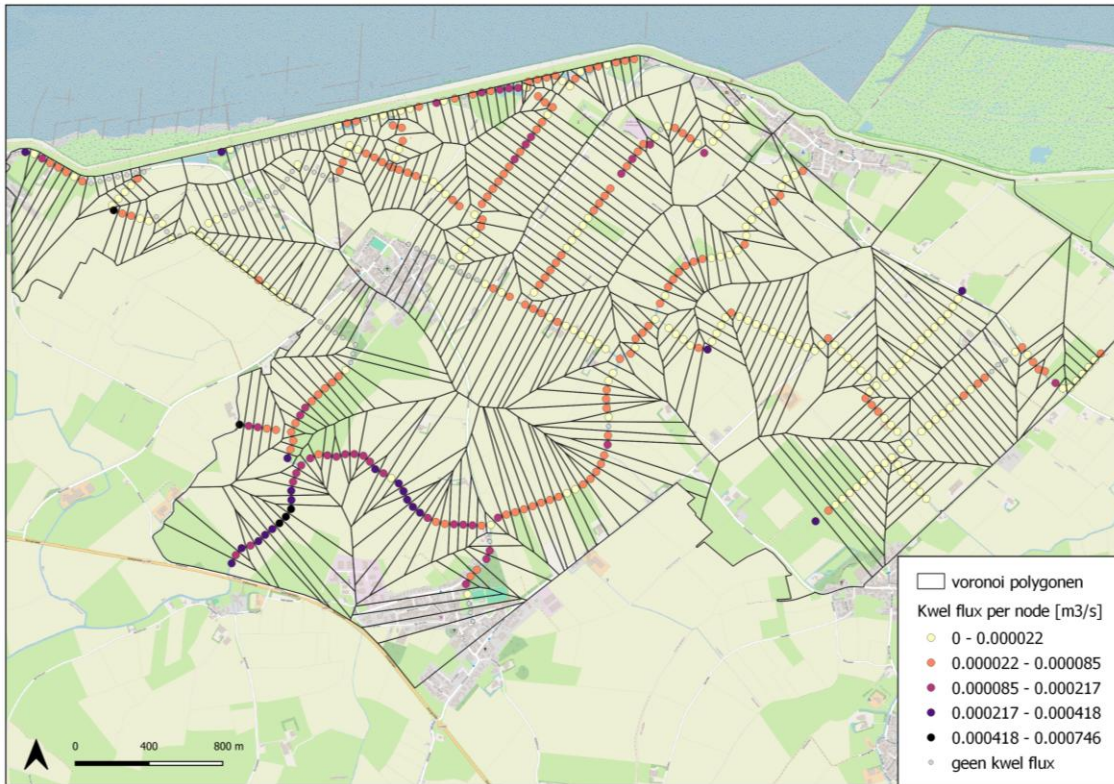 voronoi polygonen
Kwel flux per node [m3/s]
0 - 0.000022
0.000022 - 0.000085
0.000085 - 0.000217
0.000217 - 0.000418
0.000418 - 0.000746
geen kwel flux
0 400 800 m